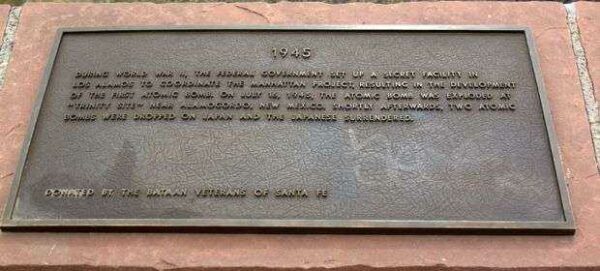 1945
DURING WORLD WAR II, THE FEDERAL GOVERNMENT SET UP A SECRET FACILITY IN
LOS ALAMOS TO COORDINATE THE MANHATTAN PROJECT, RESULTING IN THE DEVELOPMENT
OF THE FIRST ATOMIC BOMB. ON JULY 16, 1945, THE ATOMIC BOMB WAS EXPLODED AT
"TRINITY SITE" NEAR ALAMOGORDO, NEW MEXICO. SHORTLY AFTERWARDS, TWO ATOMIC
BOMBS WERE DROPPED ON JAPAN AND THE JAPANESE SURRENDERED.
DONATED BY THE BATAAN VETERANS OF SANTA FE